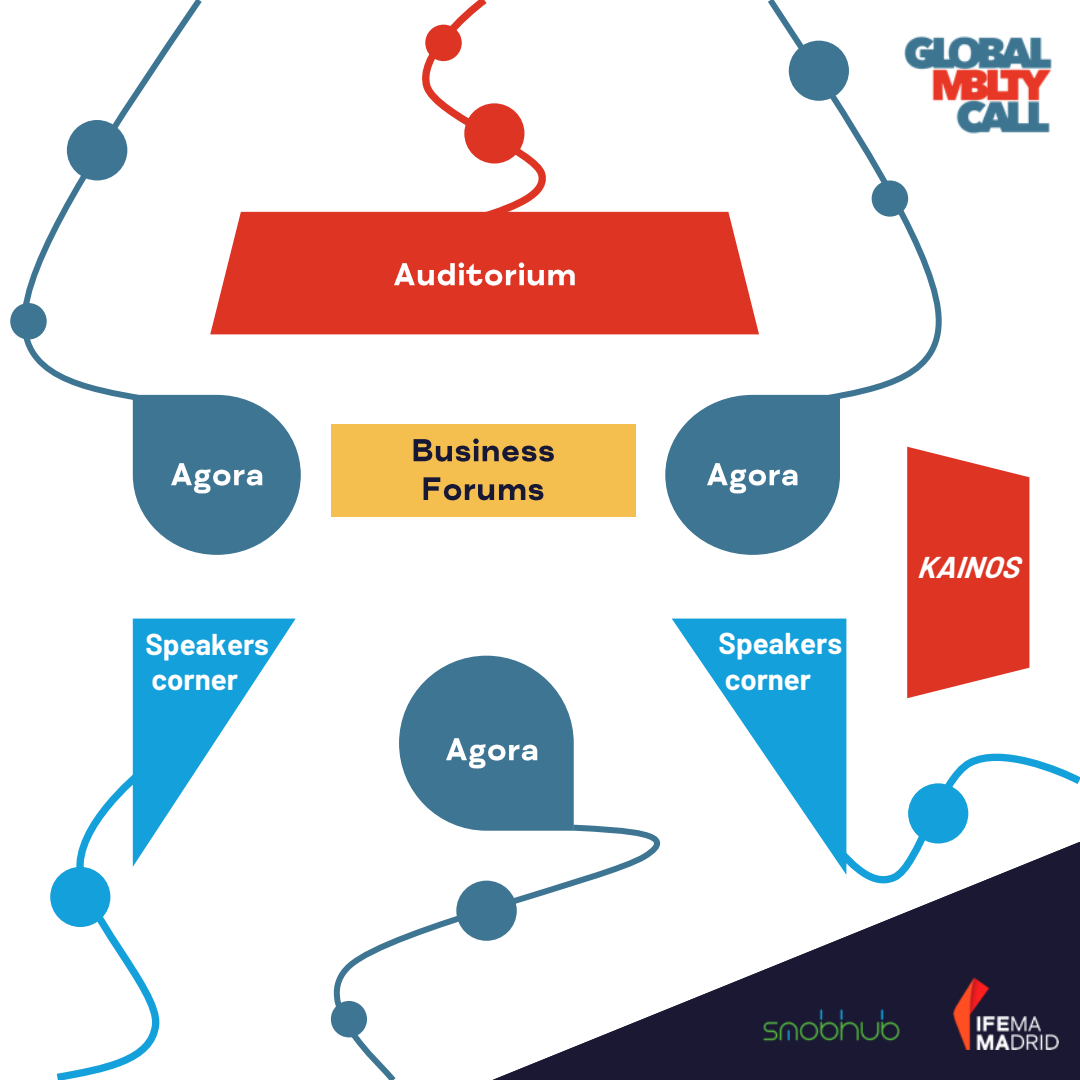 GLOBAL
MBLTY
CALL
Auditorium
Agora
Business
Forums
Agora
KAINOS
Speakers
corner
Speakers
corner
Agora
smobhub
IFEMA
MADRID